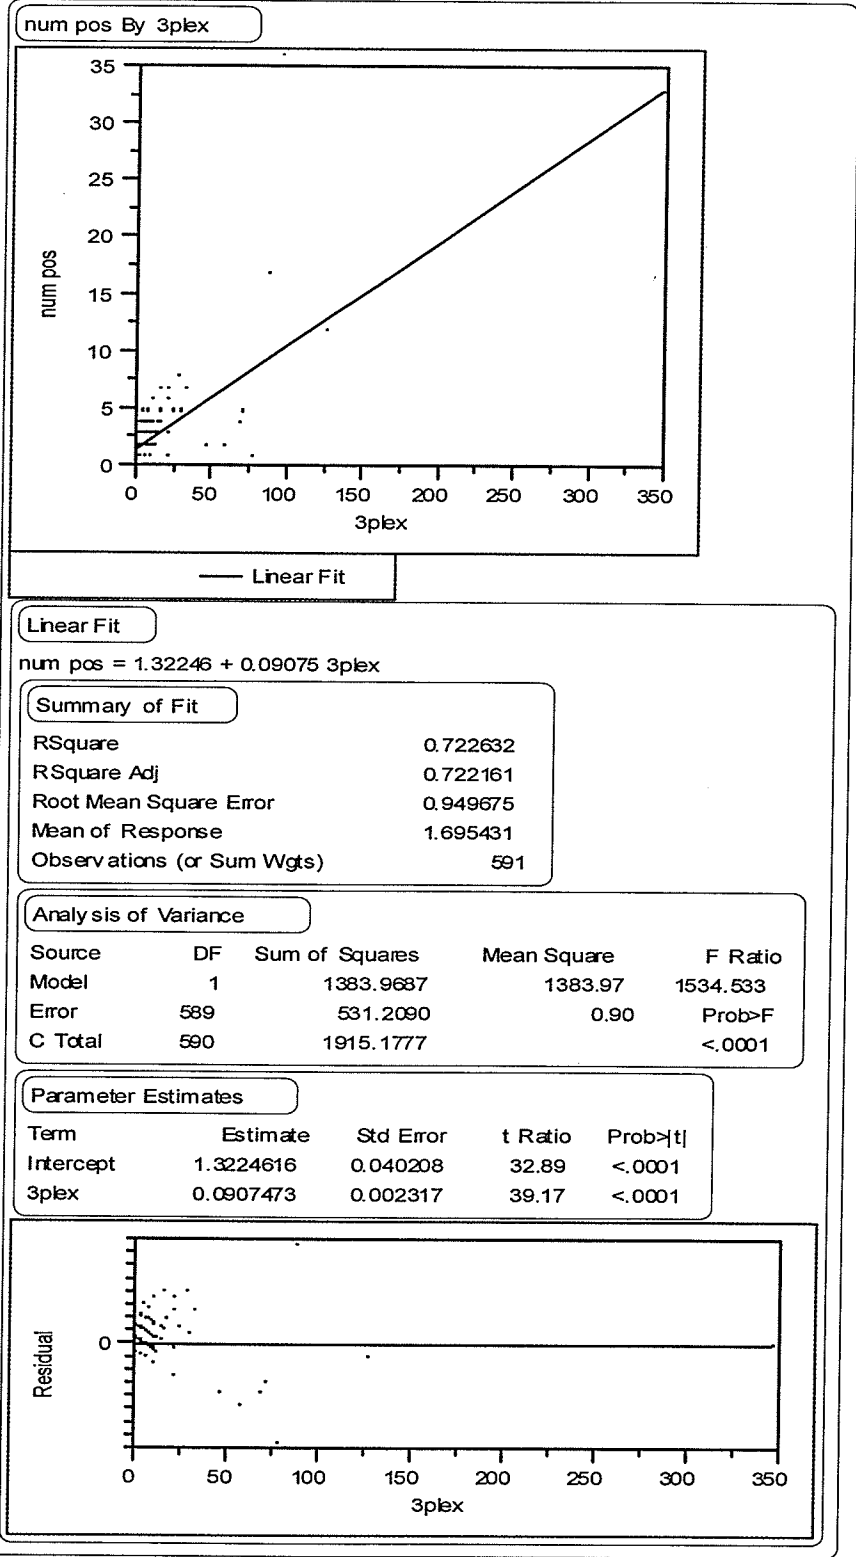 num pos By 3plex
35
30
25
20
15
10
5
0
num pos
0 50 100 150 200 250 300 350
3plex
Linear Fit
Linear Fit
num pos = 1.32246 + 0.09075 3plex
Summary of Fit
RSquare 0.722632
RSquare Adj 0.722161
Root Mean Square Error 0.949675
Mean of Response 1.695431
Observations (or Sum Wgts) 591
Analysis of Variance
Source DF Sum of Squares Mean Square F Ratio
Model 1 1383.9687 1383.97 1534.533
Error 589 531.2090 0.90 Prob>F
C Total 590 1915.1777 <.0001
Parameter Estimates
Term Estimate Std Error t Ratio Prob>|t|
Intercept 1.3224616 0.040208 32.89 <.0001
3plex 0.0907473 0.002317 39.17 <.0001
0
Residual
0 50 100 150 200 250 300 350
3plex